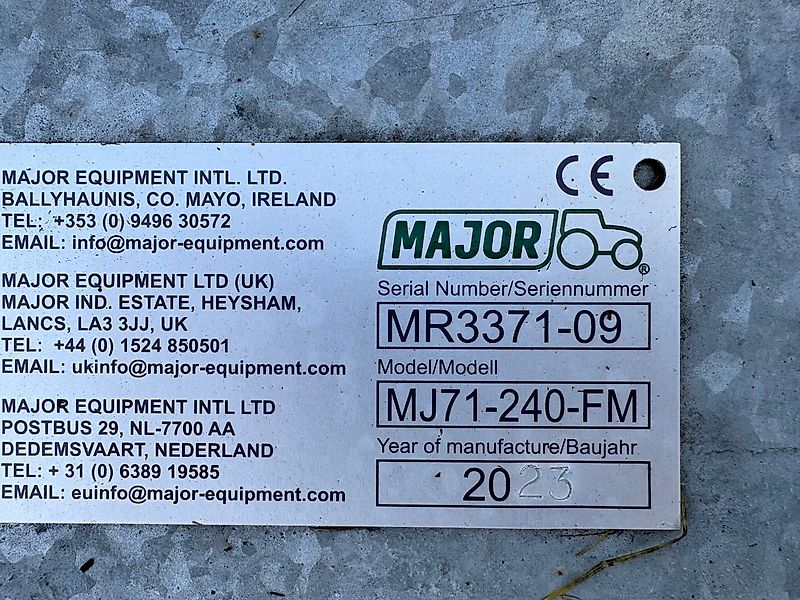 MAJOR EQUIPMENT INTL. LTD.
BALLYHAUNIS, CO. MAYO, IRELAND
TEL: +353 (0) 9496 30572
EMAIL: info@major-equipment.com
MAJOR EQUIPMENT LTD (UK)
MAJOR IND. ESTATE, HEYSHAM,
LANCS, LA3 3JJ, UK
TEL: +44 (0) 1524 850501
EMAIL: ukinfo@major-equipment.com
MAJOR EQUIPMENT INTL LTD
POSTBUS 29, NL-7700 AA
DEDEMSVAART, NEDERLAND
TEL: + 31 (0) 6389 19585
EMAIL: euinfo@major-equipment.com
CE
MAJOR ®
Serial Number/Seriennummer
MR3371-09
Model/Modell
MJ71-240-FM
Year of manufacture/Baujahr
2023